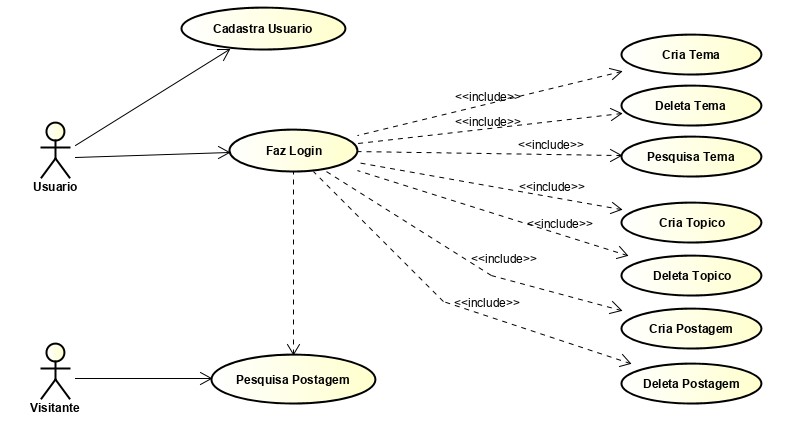 Cadastra Usuario
Cria Tema
<<include>>
Deleta Tema
<<include>>
Faz Login
<<include>>
Pesquisa Tema
Usuario
<<include>>
Cria Topico
<<include>>
<<include>>
Deleta Topico
<<include>>
Cria Postagem
Pesquisa Postagem
Deleta Postagem
Visitante